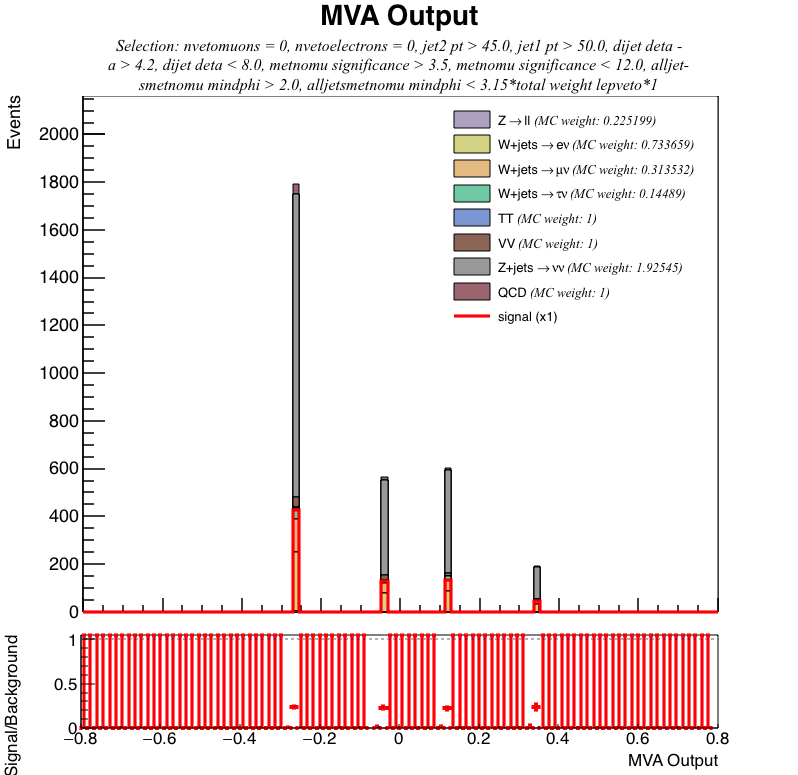 MVA Output
Selection: nvetomuons = 0, nvetoelectrons = 0, jet2 pt > 45.0, jet1 pt > 50.0, dijet deta -
a > 4.2, dijet deta < 8.0, metnomu significance > 3.5, metnomu significance < 12.0, alljet-
smetnomu mindphi > 2.0, alljetsmetnomu mindphi < 3.15*total weight lepveto*1
Events
2000
1800
1600
1400
1200
1000
800
600
400
200
0
Z→ll (MC weight: 0.225199)
W+jets→eν (MC weight: 0.733659)
W+jets→μν (MC weight: 0.313532)
W+jets→τν (MC weight: 0.14489)
TT (MC weight: 1)
VV (MC weight: 1)
Z+jets→νν (MC weight: 1.92545)
QCD (MC weight: 1)
signal (x1)
Signal/Background
1
0.5
0
−0.8 −0.6 −0.4 −0.2 0 0.2 0.4 0.6 0.8
MVA Output